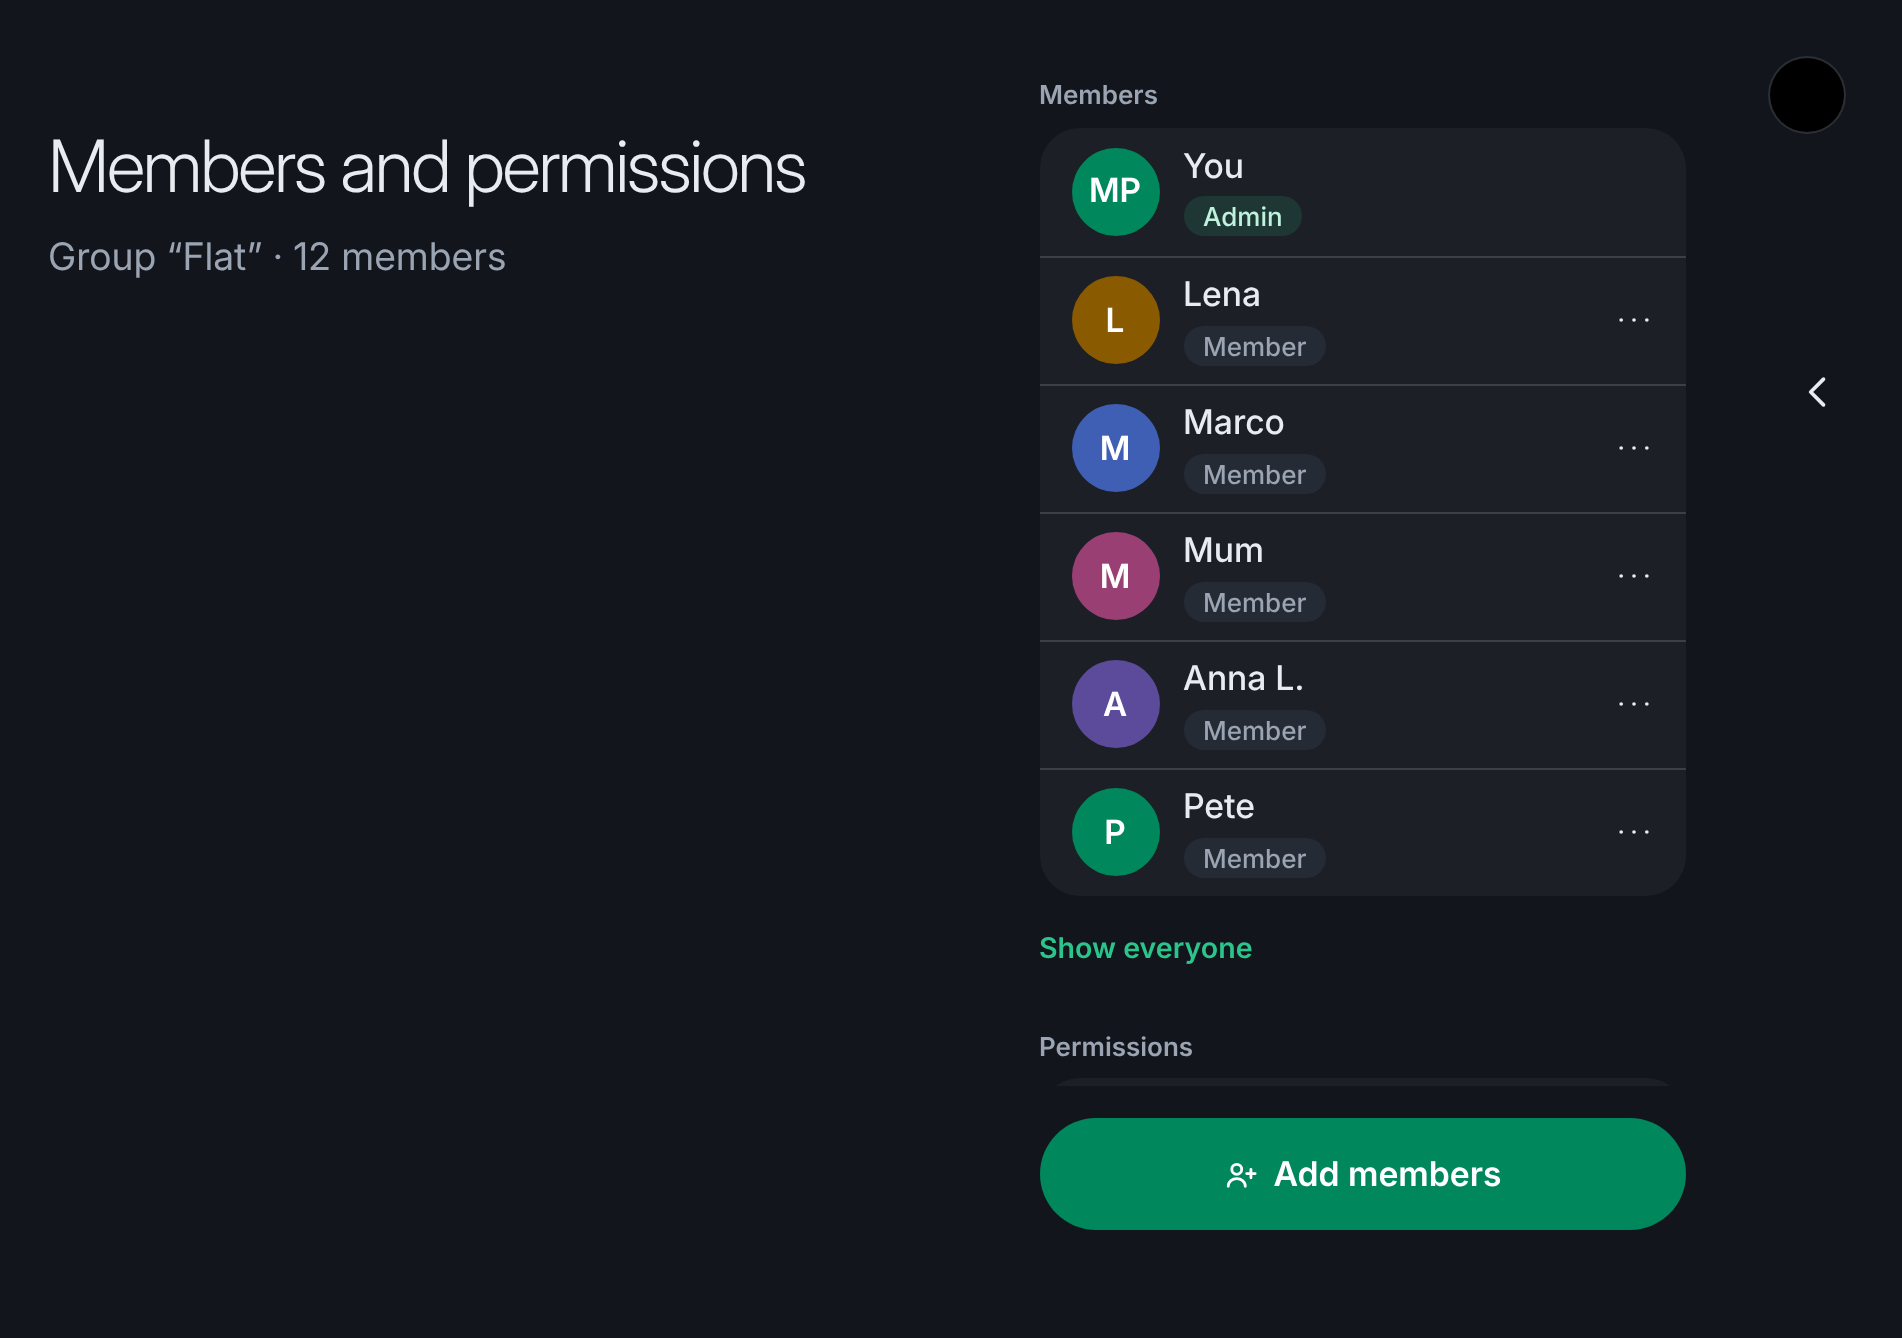 Members and permissions
Group “Flat” · 12 members
Members
MP
You
Admin
L
Lena
Member
M
Marco
Member
M
Mum
Member
A
Anna L.
Member
P
Pete
Member
Show everyone
Permissions
Add members